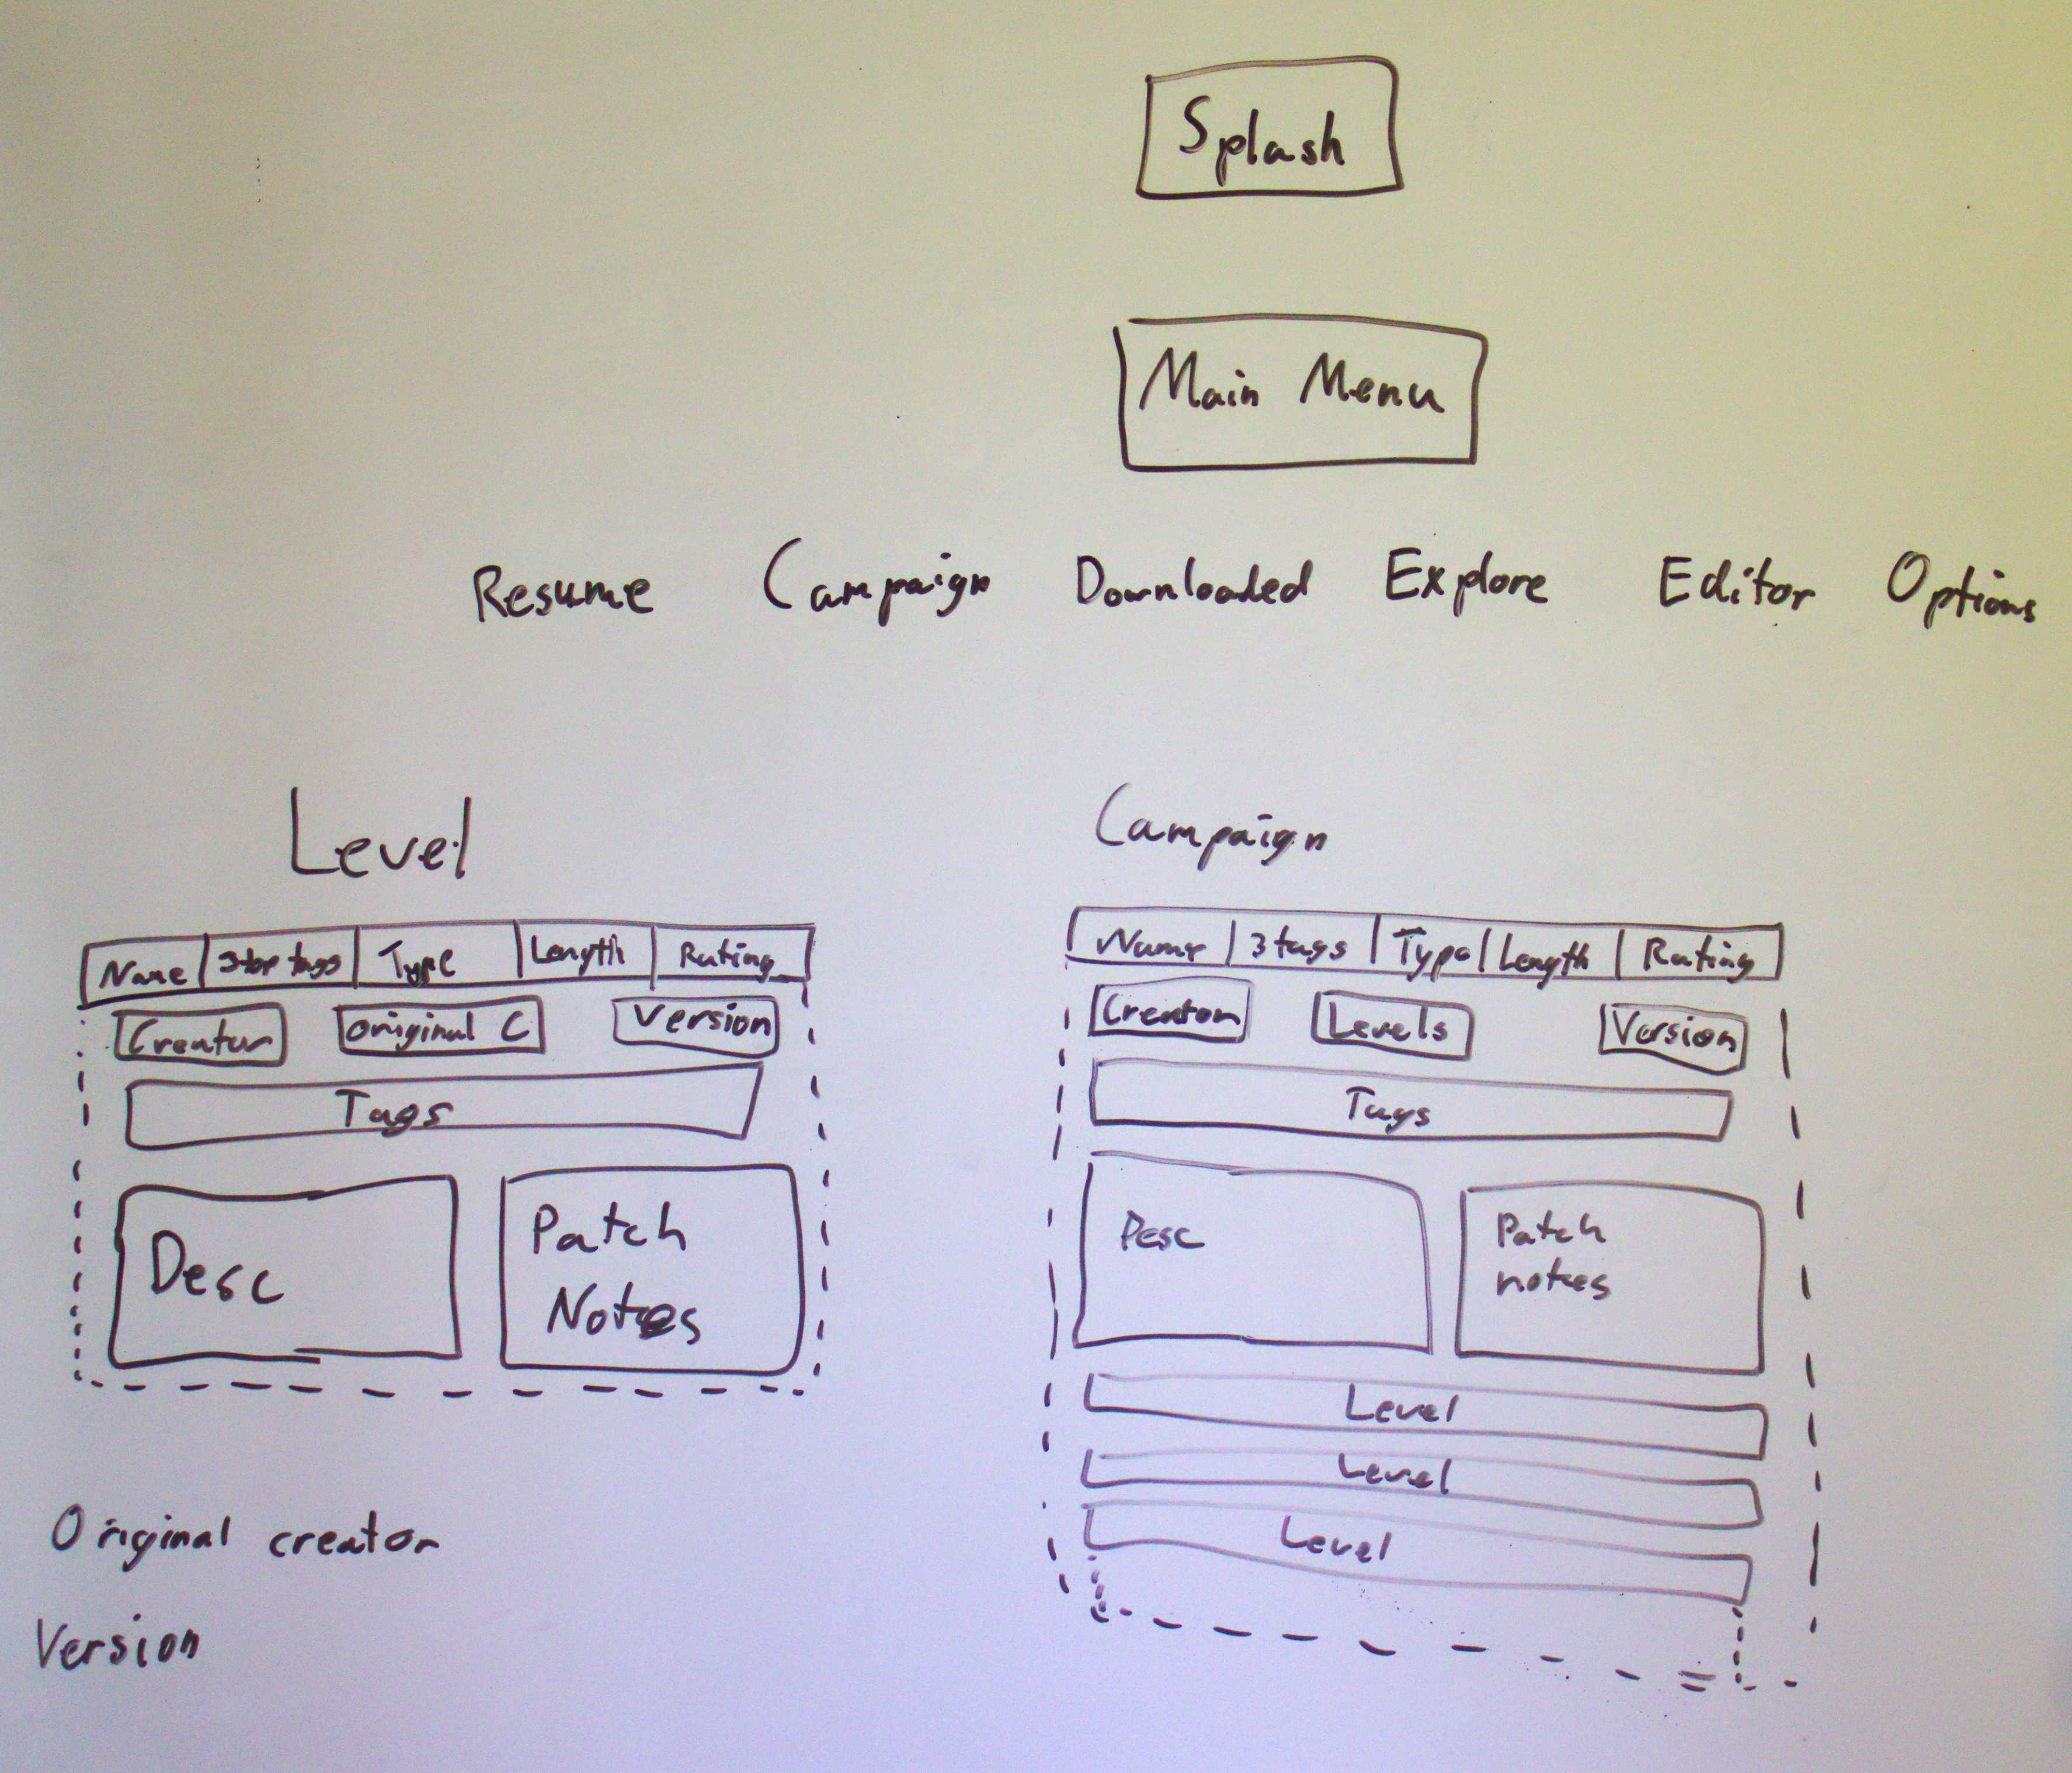 Splash
Main Menu
Resume Campaign Downloaded Explore Editor Options
Level
Name 3 top tags Type Length Rating
Creator Original C Version
Tags
Desc
Patch
Notes
Original creator
Version
Campaign
Name 3 tags Type Length Rating
Creator Levels Version
Tags
Desc
Patch
notes
Level
Level
Level